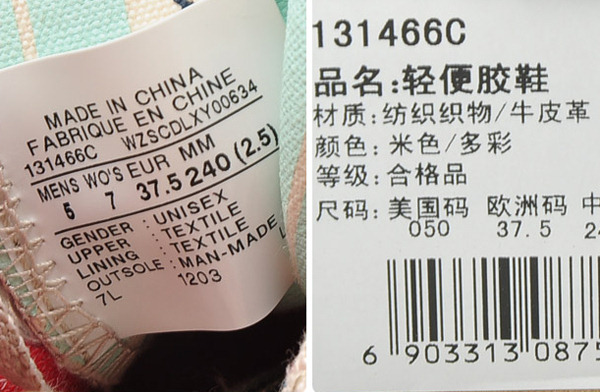 MADE IN CHINA
FABRIQUE EN CHINE
131466C WZSCDLXY00634
MENS WO'S EUR MM
5 7 37.5 240 (2.5)
GENDER : UNISEX
UPPER : TEXTILE
LINING : TEXTILE
OUTSOLE : MAN-MADE
7L 1203
131466C
品名:轻便胶鞋
材质:纺织织物/牛皮革
颜色:米色/多彩
等级:合格品
尺码:美国码 欧洲码 中
050 37.5 24
6 903313 0875